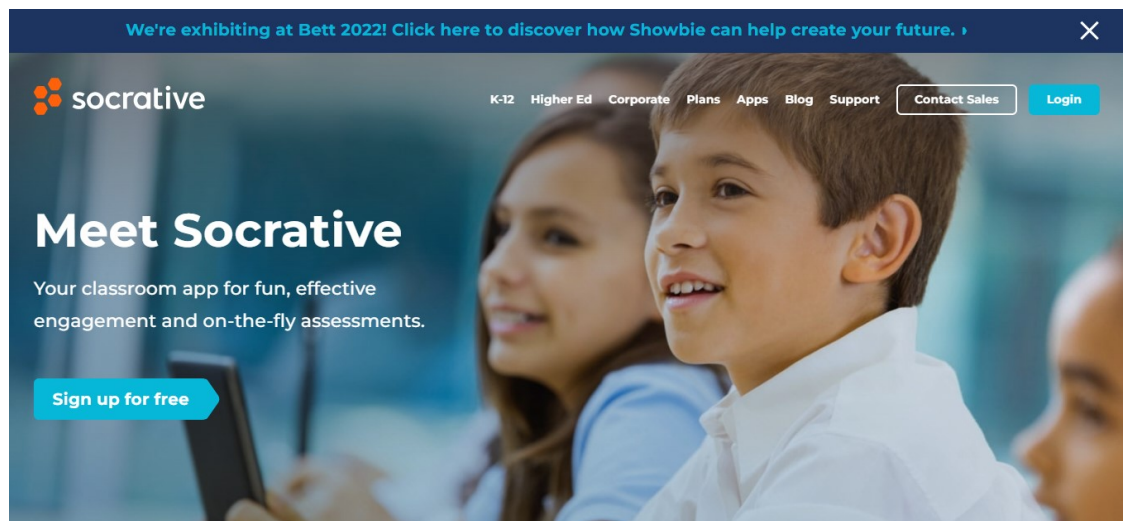 We're exhibiting at Bett 2022! Click here to discover how Showbie can help create your future.
socrative
K-12 Higher Ed Corporate Plans Apps Blog Support Contact Sales Login
Meet Socrative
Your classroom app for fun, effective
engagement and on-the-fly assessments.
Sign up for free